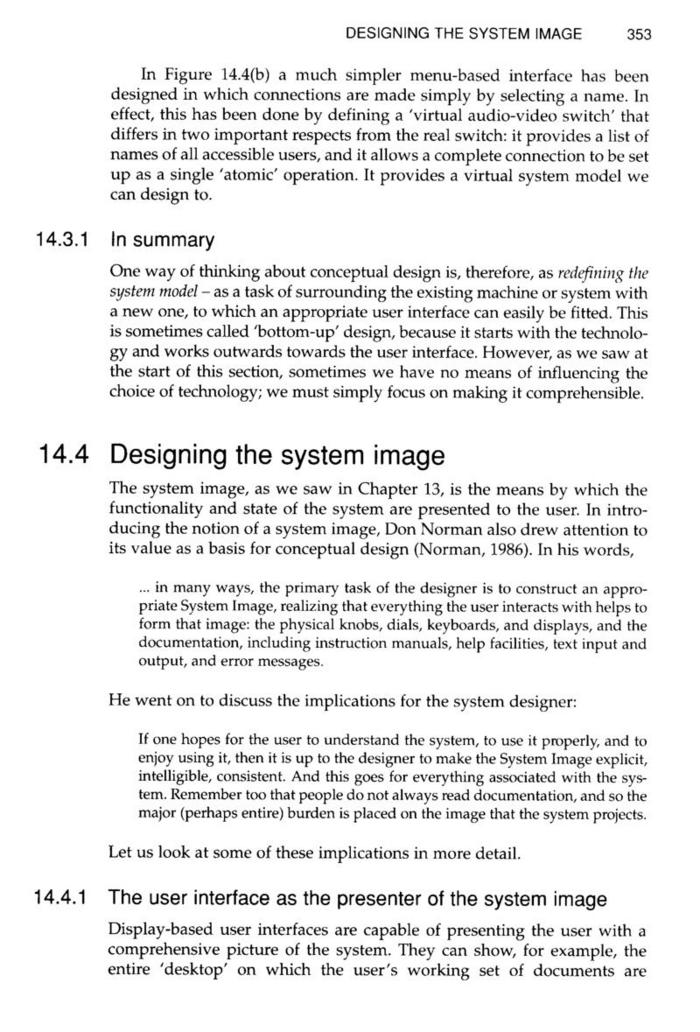 DESIGNING THE SYSTEM IMAGE 353
In Figure 14.4(b) a much simpler menu-based interface has been
designed in which connections are made simply by selecting a name. In
effect, this has been done by defining a 'virtual audio-video switch' that
differs in two important respects from the real switch: it provides a list of
names of all accessible users, and it allows a complete connection to be set
up as a single 'atomic' operation. It provides a virtual system model we
can design to.
14.3.1 In summary
One way of thinking about conceptual design is, therefore, as redefining the
system model – as a task of surrounding the existing machine or system with
a new one, to which an appropriate user interface can easily be fitted. This
is sometimes called 'bottom-up' design, because it starts with the technolo-
gy and works outwards towards the user interface. However, as we saw at
the start of this section, sometimes we have no means of influencing the
choice of technology; we must simply focus on making it comprehensible.
14.4 Designing the system image
The system image, as we saw in Chapter 13, is the means by which the
functionality and state of the system are presented to the user. In intro-
ducing the notion of a system image, Don Norman also drew attention to
its value as a basis for conceptual design (Norman, 1986). In his words,
... in many ways, the primary task of the designer is to construct an appro-
priate System Image, realizing that everything the user interacts with helps to
form that image: the physical knobs, dials, keyboards, and displays, and the
documentation, including instruction manuals, help facilities, text input and
output, and error messages.
He went on to discuss the implications for the system designer:
If one hopes for the user to understand the system, to use it properly, and to
enjoy using it, then it is up to the designer to make the System Image explicit,
intelligible, consistent. And this goes for everything associated with the sys-
tem. Remember too that people do not always read documentation, and so the
major (perhaps entire) burden is placed on the image that the system projects.
Let us look at some of these implications in more detail.
14.4.1 The user interface as the presenter of the system image
Display-based user interfaces are capable of presenting the user with a
comprehensive picture of the system. They can show, for example, the
entire 'desktop' on which the user's working set of documents are